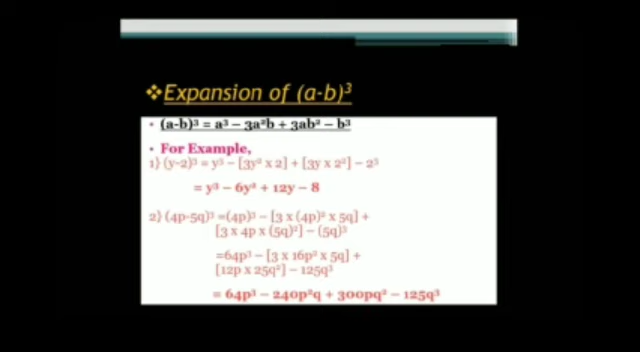 ❖Expansion of (a-b)³
• (a-b)³ = a³ – 3a²b + 3ab² – b³
• For Example,
1) (y-2)³ = y³ – [3y² x 2] + [3y x 2²] – 2³
= y³ – 6y² + 12y – 8
2) (4p-5q)³ =(4p)³ – [3 x (4p)² x 5q] +
[3 x 4p x (5q)²] – (5q)³
=64p³ – [3 x 16p² x 5q] +
[12p x 25q²] – 125q³
= 64p³ – 240p²q + 300pq² – 125q³